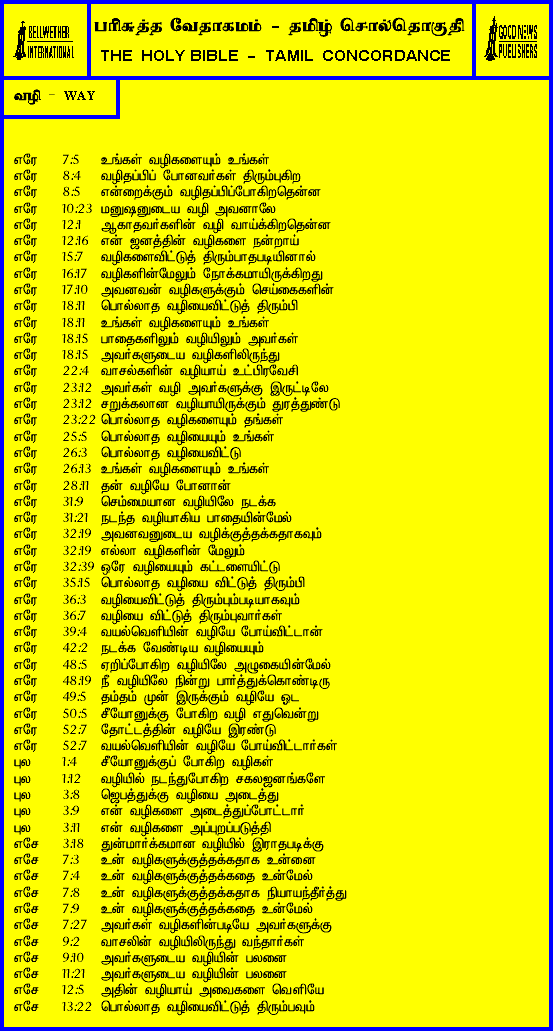 BELLWETHER
INTERNATIONAL
பரிசுத்த வேதாகமம் - தமிழ் சொல்தொகுதி
THE HOLY BIBLE - TAMIL CONCORDANCE
GOOD NEWS
PUBLISHERS
வழி - WAY
எரே 7:5 உங்கள் வழிகளையும் உங்கள்
எரே 8:4 வழிதப்பிப் போனவர்கள் திரும்புகிற
எரே 8:5 என்றைக்கும் வழிதப்பிப்போகிறதென்ன
எரே 10:23 மனுஷனுடைய வழி அவனாலே
எரே 12:1 ஆகாதவர்களின் வழி வாய்க்கிறதென்ன
எரே 12:16 என் ஜனத்தின் வழிகளை நன்றாய்
எரே 15:7 வழிகளைவிட்டுத் திரும்பாதபடியினால்
எரே 16:17 வழிகளின்மேலும் நோக்கமாயிருக்கிறது
எரே 17:10 அவனவன் வழிகளுக்கும் செய்கைகளின்
எரே 18:11 பொல்லாத வழியைவிட்டுத் திரும்பி
எரே 18:11 உங்கள் வழிகளையும் உங்கள்
எரே 18:15 பாதைகளிலும் வழியிலும் அவர்கள்
எரே 18:15 அவர்களுடைய வழிகளிலிருந்து
எரே 22:4 வாசல்களின் வழியாய் உட்பிரவேசி
எரே 23:12 அவர்கள் வழி அவர்களுக்கு இருட்டிலே
எரே 23:12 சறுக்கலான வழியாயிருக்கும் துரத்துண்டு
எரே 23:22 பொல்லாத வழிகளையும் தங்கள்
எரே 25:5 பொல்லாத வழியையும் உங்கள்
எரே 26:3 பொல்லாத வழியைவிட்டு
எரே 26:13 உங்கள் வழிகளையும் உங்கள்
எரே 28:11 தன் வழியே போனான்
எரே 31:9 செம்மையான வழியிலே நடக்க
எரே 31:21 நடந்த வழியாகிய பாதையின்மேல்
எரே 32:19 அவனவனுடைய வழிக்குத்தக்கதாகவும்
எரே 32:19 எல்லா வழிகளின் மேலும்
எரே 32:39 ஒரே வழியையும் கட்டளையிட்டு
எரே 35:15 பொல்லாத வழியை விட்டுத் திரும்பி
எரே 36:3 வழியைவிட்டுத் திரும்பும்படியாகவும்
எரே 36:7 வழியை விட்டுத் திரும்புவார்கள்
எரே 39:4 வயல்வெளியின் வழியே போய்விட்டான்
எரே 42:2 நடக்க வேண்டிய வழியையும்
எரே 48:5 ஏறிப்போகிற வழியிலே அழுகையின்மேல்
எரே 48:19 நீ வழியிலே நின்று பார்த்துக்கொண்டிரு
எரே 49:5 தம்தம் முன் இருக்கும் வழியே ஓட
எரே 50:5 சீயோனுக்கு போகிற வழி எதுவென்று
எரே 52:7 தோட்டத்தின் வழியே இரண்டு
எரே 52:7 வயல்வெளியின் வழியே போய்விட்டார்கள்
புல 1:4 சீயோனுக்குப் போகிற வழிகள்
புல 1:12 வழியில் நடந்துபோகிற சகலஜனங்களே
புல 3:8 ஜெபத்துக்கு வழியை அடைத்து
புல 3:9 என் வழிகளை அடைத்துப்போட்டார்
புல 3:11 என் வழிகளை அப்புறப்படுத்தி
எசே 3:18 துன்மார்க்கமான வழியில் இராதபடிக்கு
எசே 7:3 உன் வழிகளுக்குத்தக்கதாக உன்னை
எசே 7:4 உன் வழிகளுக்குத்தக்கதை உன்மேல்
எசே 7:8 உன் வழிகளுக்குத்தக்கதாக நியாயந்தீர்த்து
எசே 7:9 உன் வழிகளுக்குத்தக்கதை உன்மேல்
எசே 7:27 அவர்கள் வழிகளின்படியே அவர்களுக்கு
எசே 9:2 வாசலின் வழியிலிருந்து வந்தார்கள்
எசே 9:10 அவர்களுடைய வழியின் பலனை
எசே 11:21 அவர்களுடைய வழியின் பலனை
எசே 12:5 அதின் வழியாய் அவைகளை வெளியே
எசே 13:22 பொல்லாத வழியைவிட்டுத் திரும்பவும்